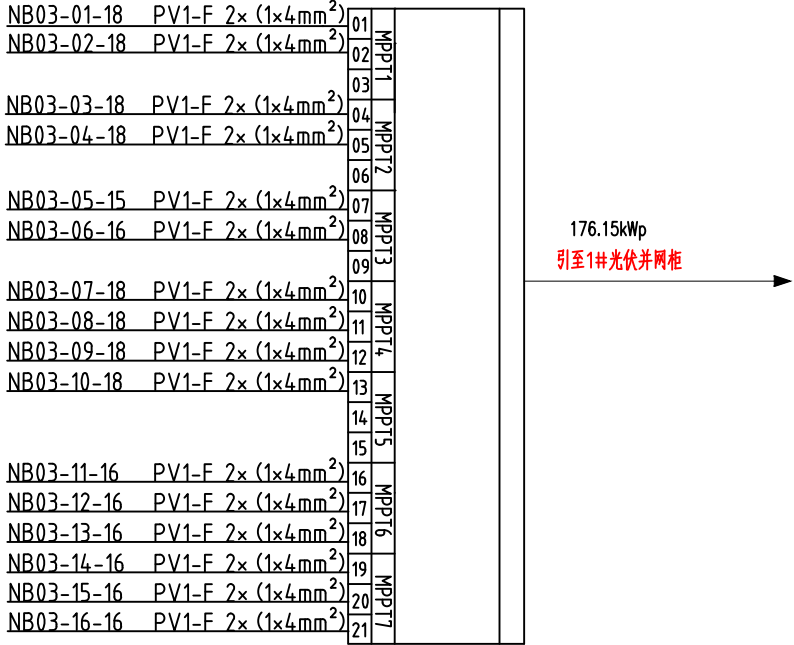 NB03-01-18 PV1-F 2×(1×4mm²)
NB03-02-18 PV1-F 2×(1×4mm²)
01
02
03
MPPT1
NB03-03-18 PV1-F 2×(1×4mm²)
NB03-04-18 PV1-F 2×(1×4mm²)
04
05
06
MPPT2
NB03-05-15 PV1-F 2×(1×4mm²)
NB03-06-16 PV1-F 2×(1×4mm²)
07
08
09
MPPT3
NB03-07-18 PV1-F 2×(1×4mm²)
NB03-08-18 PV1-F 2×(1×4mm²)
NB03-09-18 PV1-F 2×(1×4mm²)
10
11
12
MPPT4
NB03-10-18 PV1-F 2×(1×4mm²)
13
14
15
MPPT5
NB03-11-16 PV1-F 2×(1×4mm²)
NB03-12-16 PV1-F 2×(1×4mm²)
NB03-13-16 PV1-F 2×(1×4mm²)
16
17
18
MPPT6
NB03-14-16 PV1-F 2×(1×4mm²)
NB03-15-16 PV1-F 2×(1×4mm²)
NB03-16-16 PV1-F 2×(1×4mm²)
19
20
21
MPPT7
176.15kWp
引至1#光伏并网柜